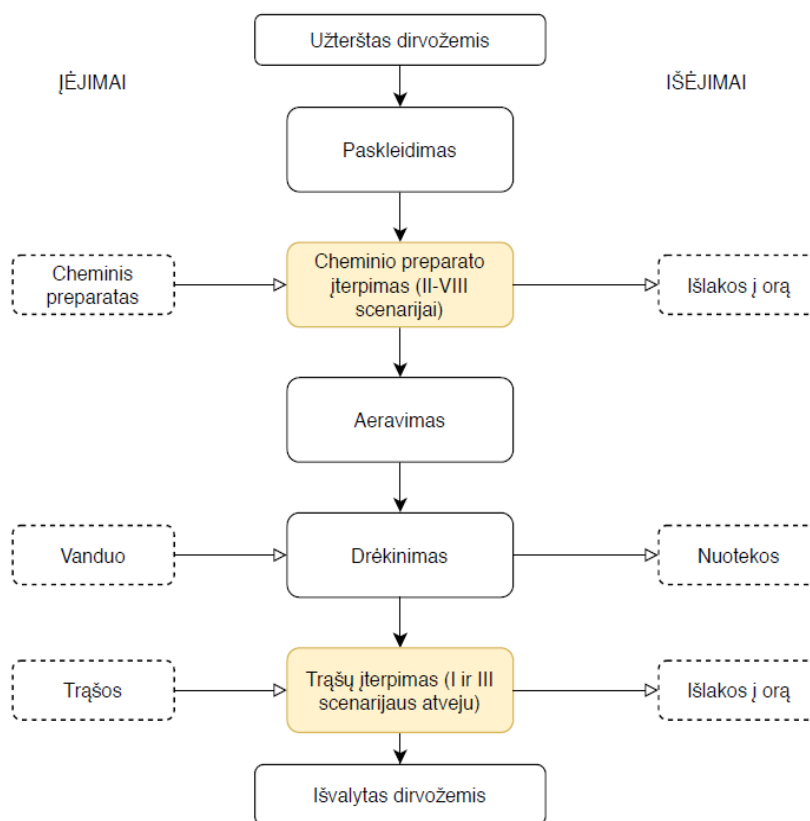 Užterštas dirvožemis
ĮĖJIMAI
IŠĖJIMAI
Paskleidimas
Cheminis
preparatas
Cheminio preparato
įterpimas (II-VIII
scenarijai)
Išlakos į orą
Aeravimas
Vanduo
Drėkinimas
Nuotekos
Trąšos
Trąšų įterpimas (I ir III
scenarijaus atveju)
Išlakos į orą
Išvalytas dirvožemis